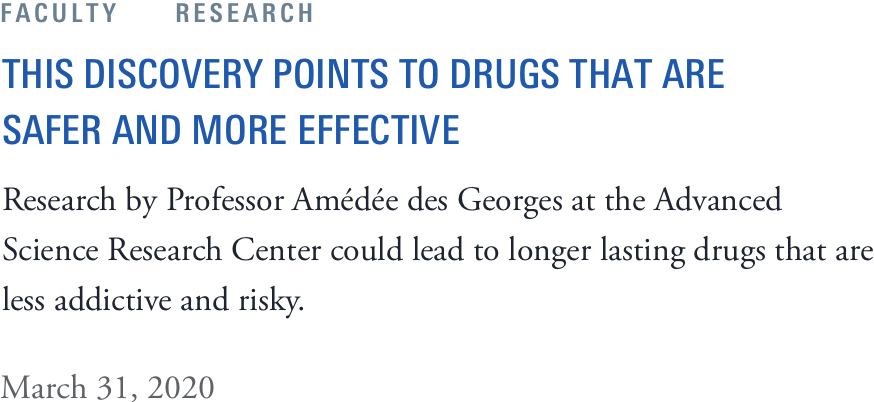 FACULTY RESEARCH
THIS DISCOVERY POINTS TO DRUGS THAT ARE
SAFER AND MORE EFFECTIVE
Research by Professor Amédée des Georges at the Advanced
Science Research Center could lead to longer lasting drugs that are
less addictive and risky.
March 31, 2020